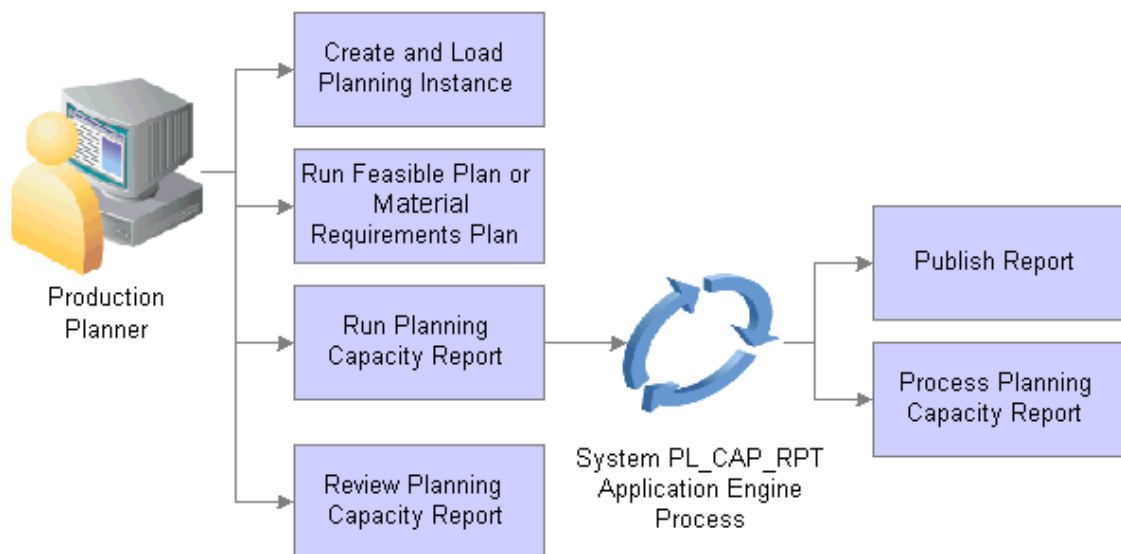 Create and Load
Planning Instance
Run Feasible Plan or
Material
Requirements Plan
Production
Planner
Run Planning
Capacity Report
Review Planning
Capacity Report
System PL_CAP_RPT
Application Engine
Process
Publish Report
Process Planning
Capacity Report